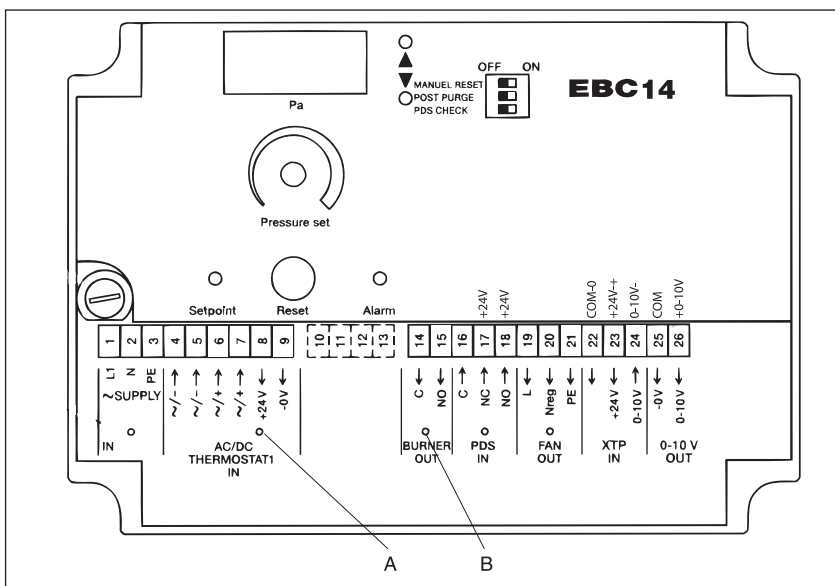 OFF ON
MANUEL RESET
POST PURGE
PDS CHECK
EBC14
Pa
Pressure set
Setpoint Reset Alarm
+24V +24V COM-0 +24V-+ 0-10V- COM +0-10V
1 2 3 4 5 6 7 8 9 10 11 12 13 14 15 16 17 18 19 20 21 22 23 24 25 26
L1 N PE ~/- ~/- ~/+ ~/+ +24V -0V C NO C NC NO L Nreg PE +24V 0-10V -0V 0-10V
~SUPPLY
IN
AC/DC
THERMOSTAT1
IN
BURNER
OUT
PDS
IN
FAN
OUT
XTP
IN
0-10 V
OUT
A B